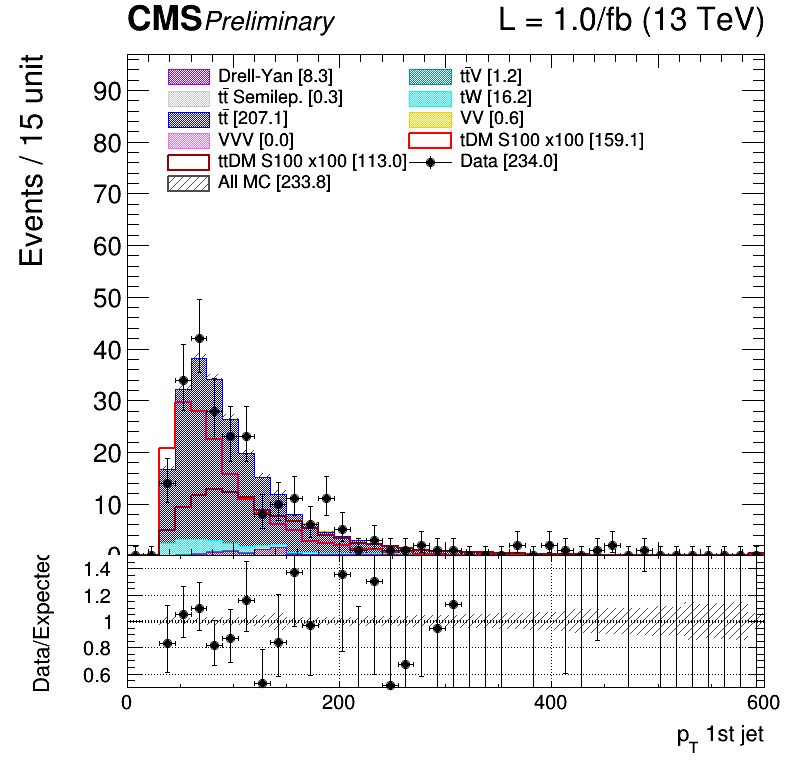 CMS Preliminary L = 1.0/fb (13 TeV)
Events / 15 unit
90
80
70
60
50
40
30
20
10
0
Drell-Yan [8.3]
tt̄V [1.2]
tt̄ Semilep. [0.3]
tW [16.2]
tt̄ [207.1]
VV [0.6]
VVV [0.0]
tDM S100 x100 [159.1]
ttDM S100 x100 [113.0]
Data [234.0]
All MC [233.8]
Data/Expected
1.4
1.2
1
0.8
0.6
0 200 400 600
p_T 1st jet